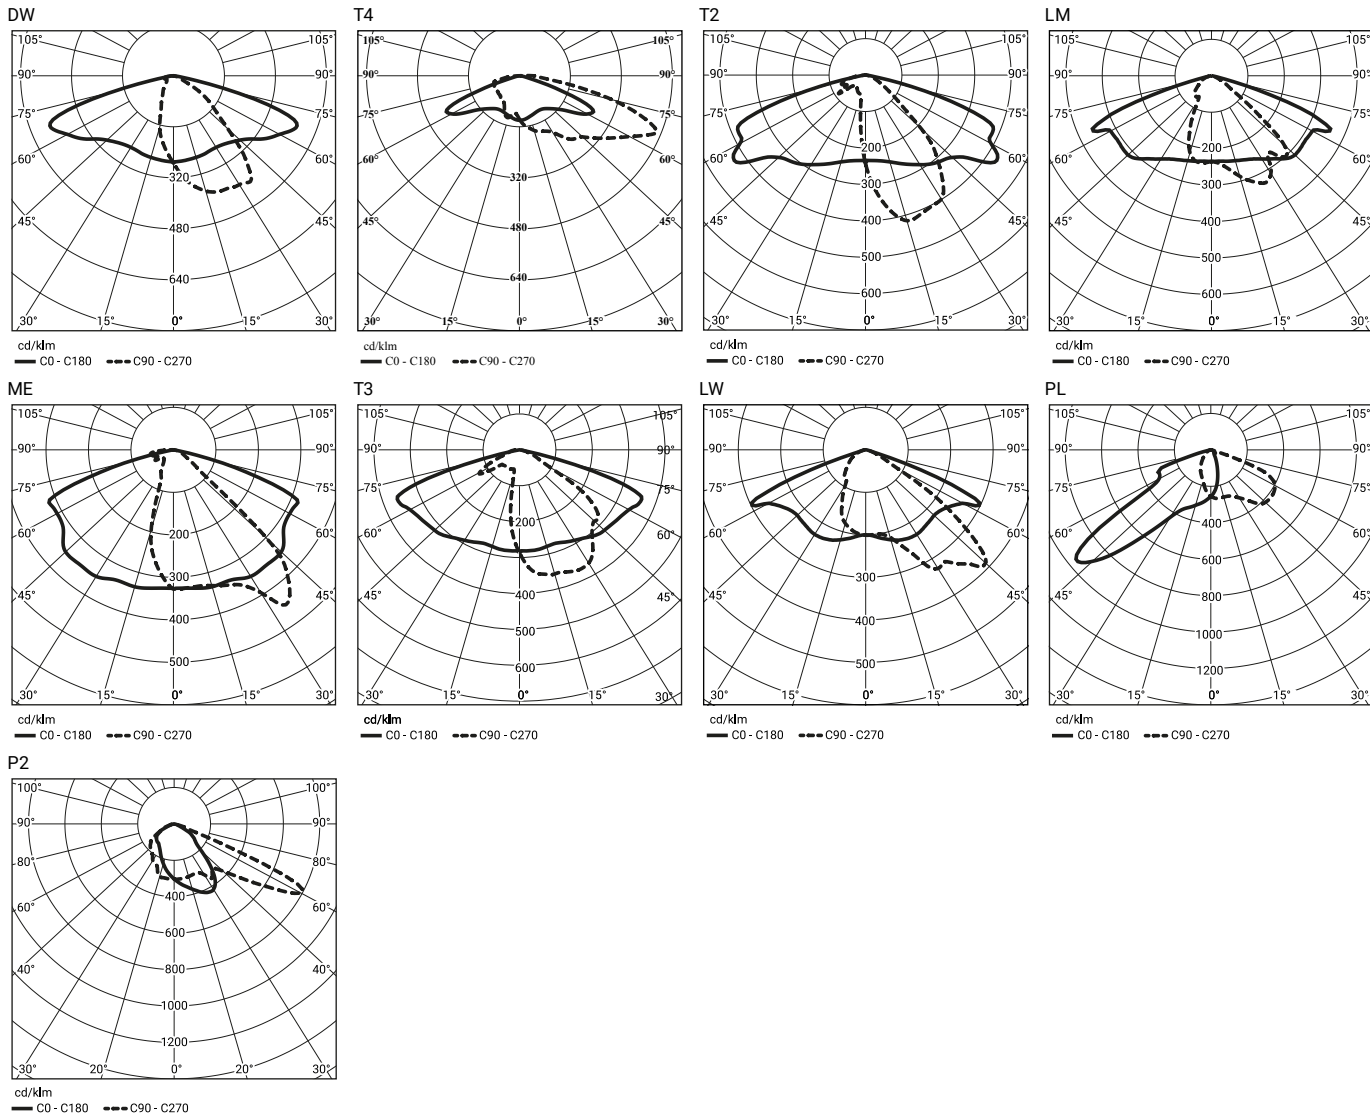 DW
105° 105°
90° 90°
75° 75°
60° 60°
320
45° 45°
480
640
30° 15° 0° 15° 30°
cd/klm
C0 - C180 C90 - C270
T4
105° 105°
90° 90°
75° 75°
60° 60°
320
45° 45°
480
640
30° 15° 0° 15° 30°
cd/klm
C0 - C180 C90 - C270
T2
105° 105°
90° 90°
75° 75°
200
60° 60°
300
45° 45°
400
500
600
30° 15° 0° 15° 30°
cd/klm
C0 - C180 C90 - C270
LM
105° 105°
90° 90°
75° 75°
200
60° 60°
300
45° 45°
400
500
600
30° 15° 0° 15° 30°
cd/klm
C0 - C180 C90 - C270
ME
105° 105°
90° 90°
75° 75°
60° 200 60°
300
45° 45°
400
500
30° 15° 0° 15° 30°
cd/klm
C0 - C180 C90 - C270
T3
105° 105°
90° 90°
75° 75°
200
60° 60°
45° 400 45°
500
600
30° 15° 0° 15° 30°
cd/klm
C0 - C180 C90 - C270
LW
105° 105°
90° 90°
75° 75°
60° 60°
300
45° 45°
400
500
30° 15° 0° 15° 30°
cd/klm
C0 - C180 C90 - C270
PL
105° 105°
90° 90°
75° 75°
400
60° 60°
600
45° 800 45°
1000
1200
30° 15° 0° 15° 30°
cd/klm
C0 - C180 C90 - C270
P2
100° 100°
90° 90°
80° 80°
400
60° 60°
600
40° 800 40°
1000
1200
30° 20° 0° 20° 30°
cd/klm
C0 - C180 C90 - C270